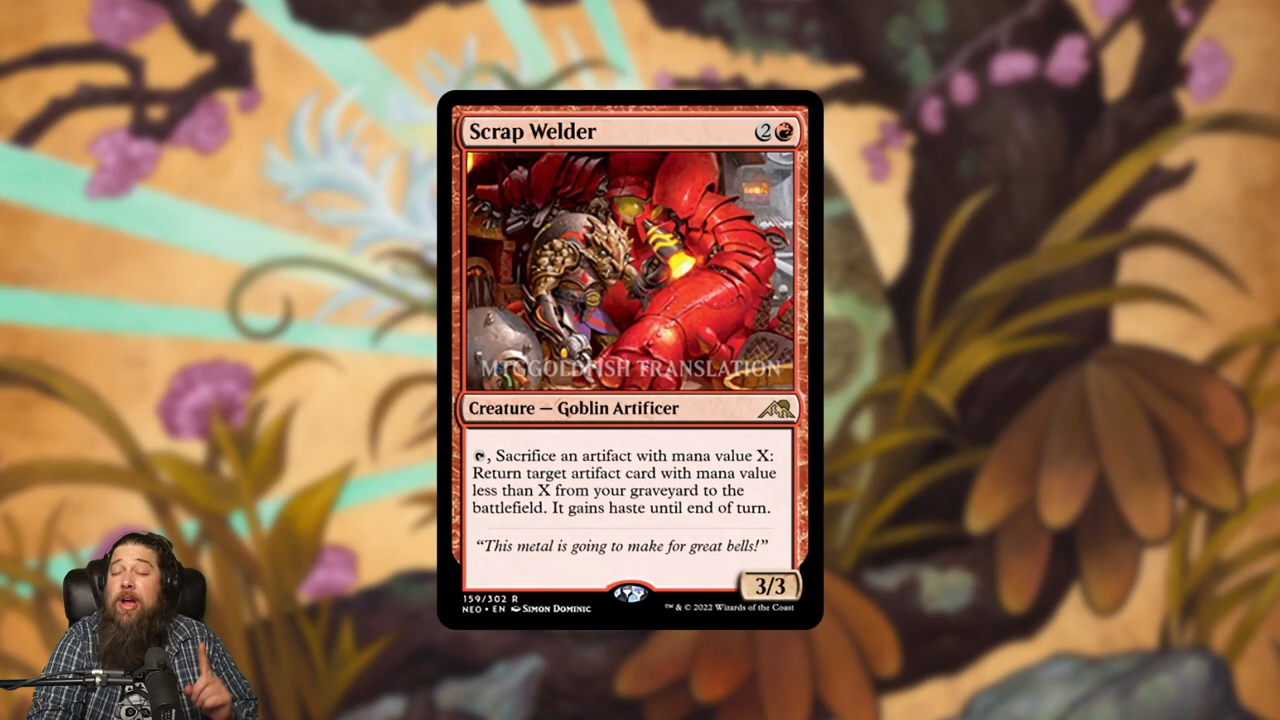 Scrap Welder 2
MTGGOLDFISH TRANSLATION
Creature — Goblin Artificer
, Sacrifice an artifact with mana value X:
Return target artifact card with mana value
less than X from your graveyard to the
battlefield. It gains haste until end of turn.
“This metal is going to make for great bells!”
3/3
159/302 R
NEO • EN Simon Dominic
™ & © 2022 Wizards of the Coast